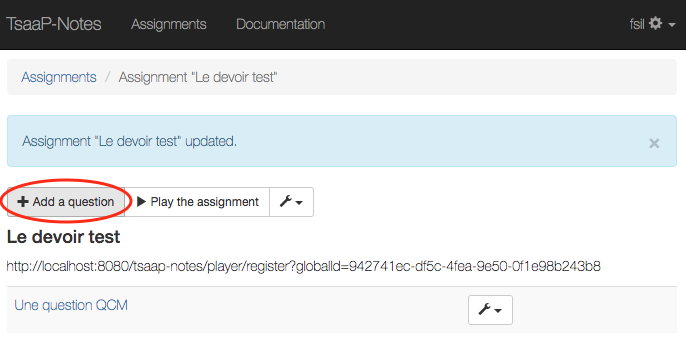 TsaaP-Notes Assignments Documentation fsil
Assignments / Assignment "Le devoir test"
Assignment "Le devoir test" updated.
Add a question Play the assignment
Le devoir test
http://localhost:8080/tsaap-notes/player/register?globalId=942741ec-df5c-4fea-9e50-0f1e98b243b8
Une question QCM